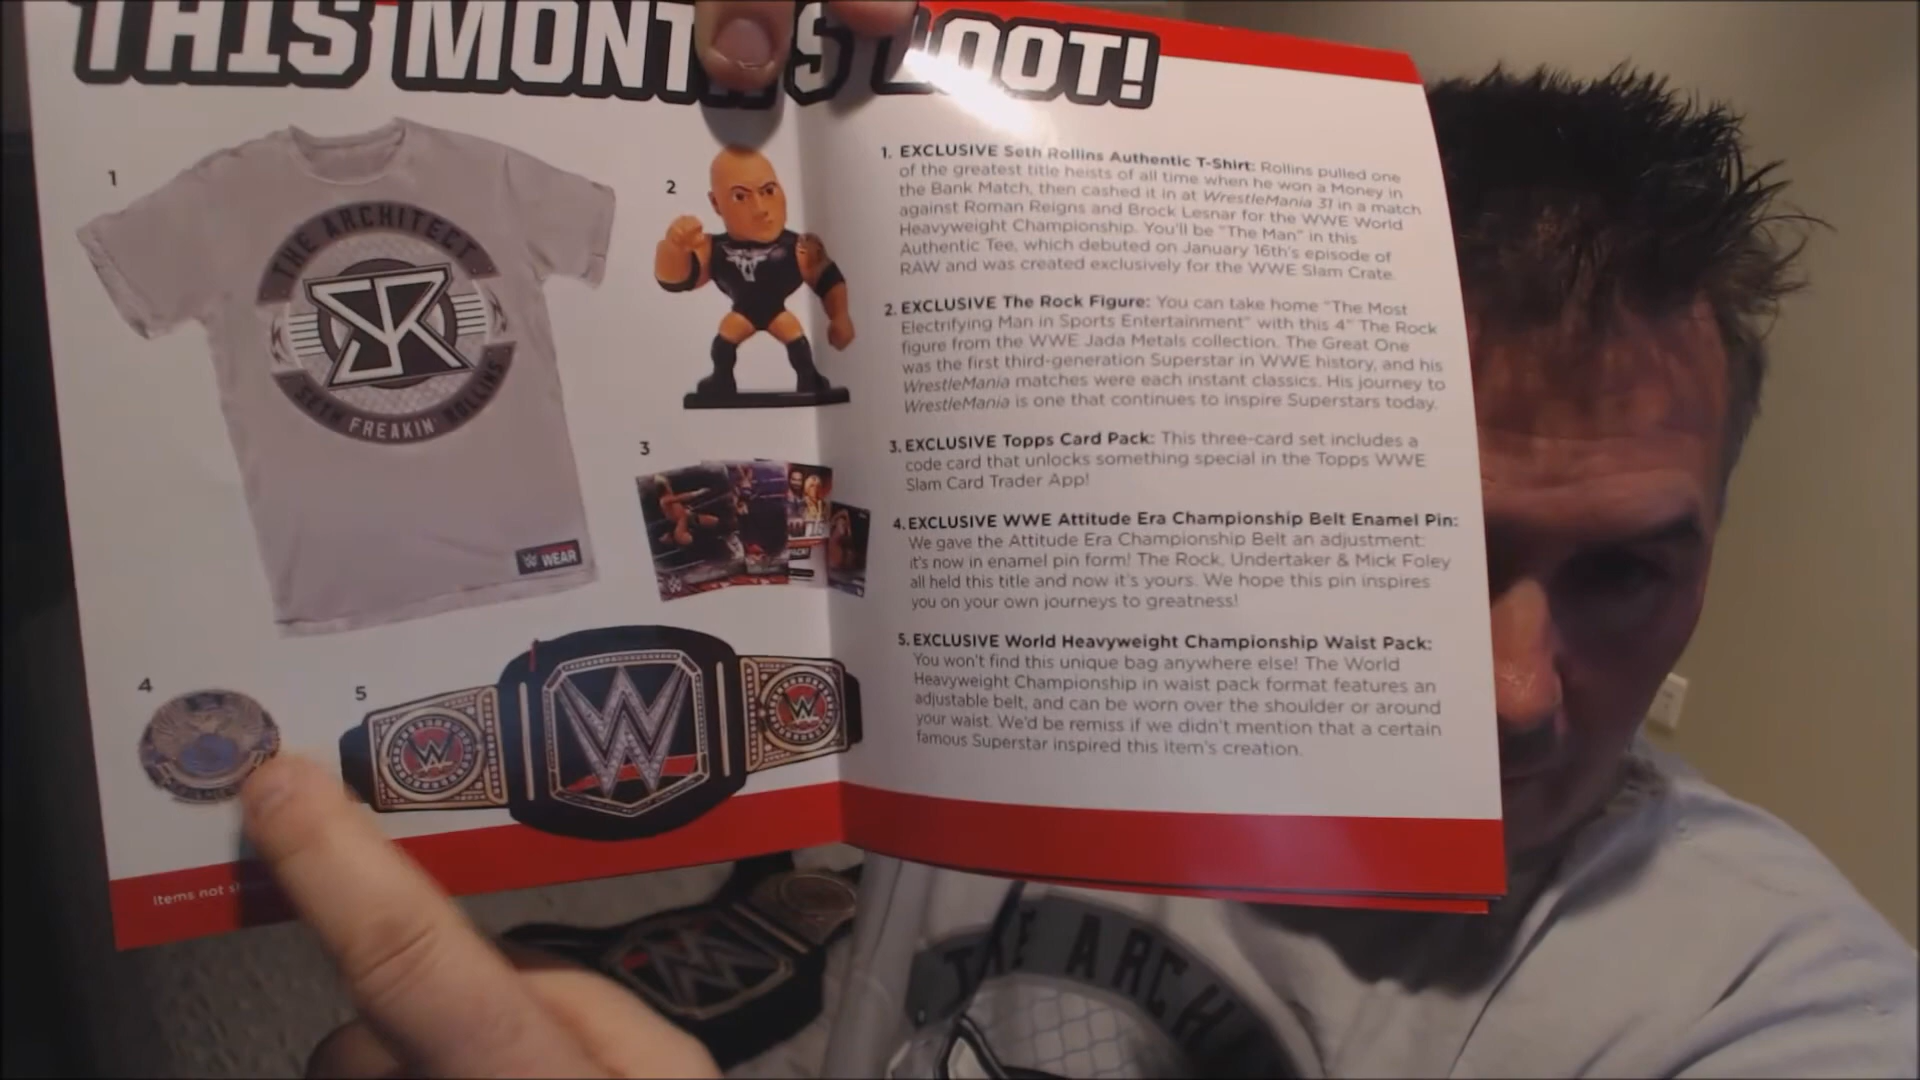 THIS MONTH'S LOOT!
1
THE ARCHITECT
SR
SETH FREAKIN' ROLLINS
W WEAR
2
3
4
5
W
W
W
Items not s
1. EXCLUSIVE Seth Rollins Authentic T-Shirt: Rollins pulled one
of the greatest title heists of all time when he won a Money in
the Bank Match, then cashed it in at WrestleMania 31 in a match
against Roman Reigns and Brock Lesnar for the WWE World
Heavyweight Championship. You'll be "The Man" in this
Authentic Tee, which debuted on January 16th's episode of
RAW and was created exclusively for the WWE Slam Crate.
2. EXCLUSIVE The Rock Figure: You can take home "The Most
Electrifying Man in Sports Entertainment" with this 4" The Rock
figure from the WWE Jada Metals collection. The Great One
was the first third-generation Superstar in WWE history, and his
WrestleMania matches were each instant classics. His journey to
WrestleMania is one that continues to inspire Superstars today.
3. EXCLUSIVE Topps Card Pack: This three-card set includes a
code card that unlocks something special in the Topps WWE
Slam Card Trader App!
4. EXCLUSIVE WWE Attitude Era Championship Belt Enamel Pin:
We gave the Attitude Era Championship Belt an adjustment:
it's now in enamel pin form! The Rock, Undertaker & Mick Foley
all held this title and now it's yours. We hope this pin inspires
you on your own journeys to greatness!
5. EXCLUSIVE World Heavyweight Championship Waist Pack:
You won't find this unique bag anywhere else! The World
Heavyweight Championship in waist pack format features an
adjustable belt, and can be worn over the shoulder or around
your waist. We'd be remiss if we didn't mention that a certain
famous Superstar inspired this item's creation.
THE ARCH